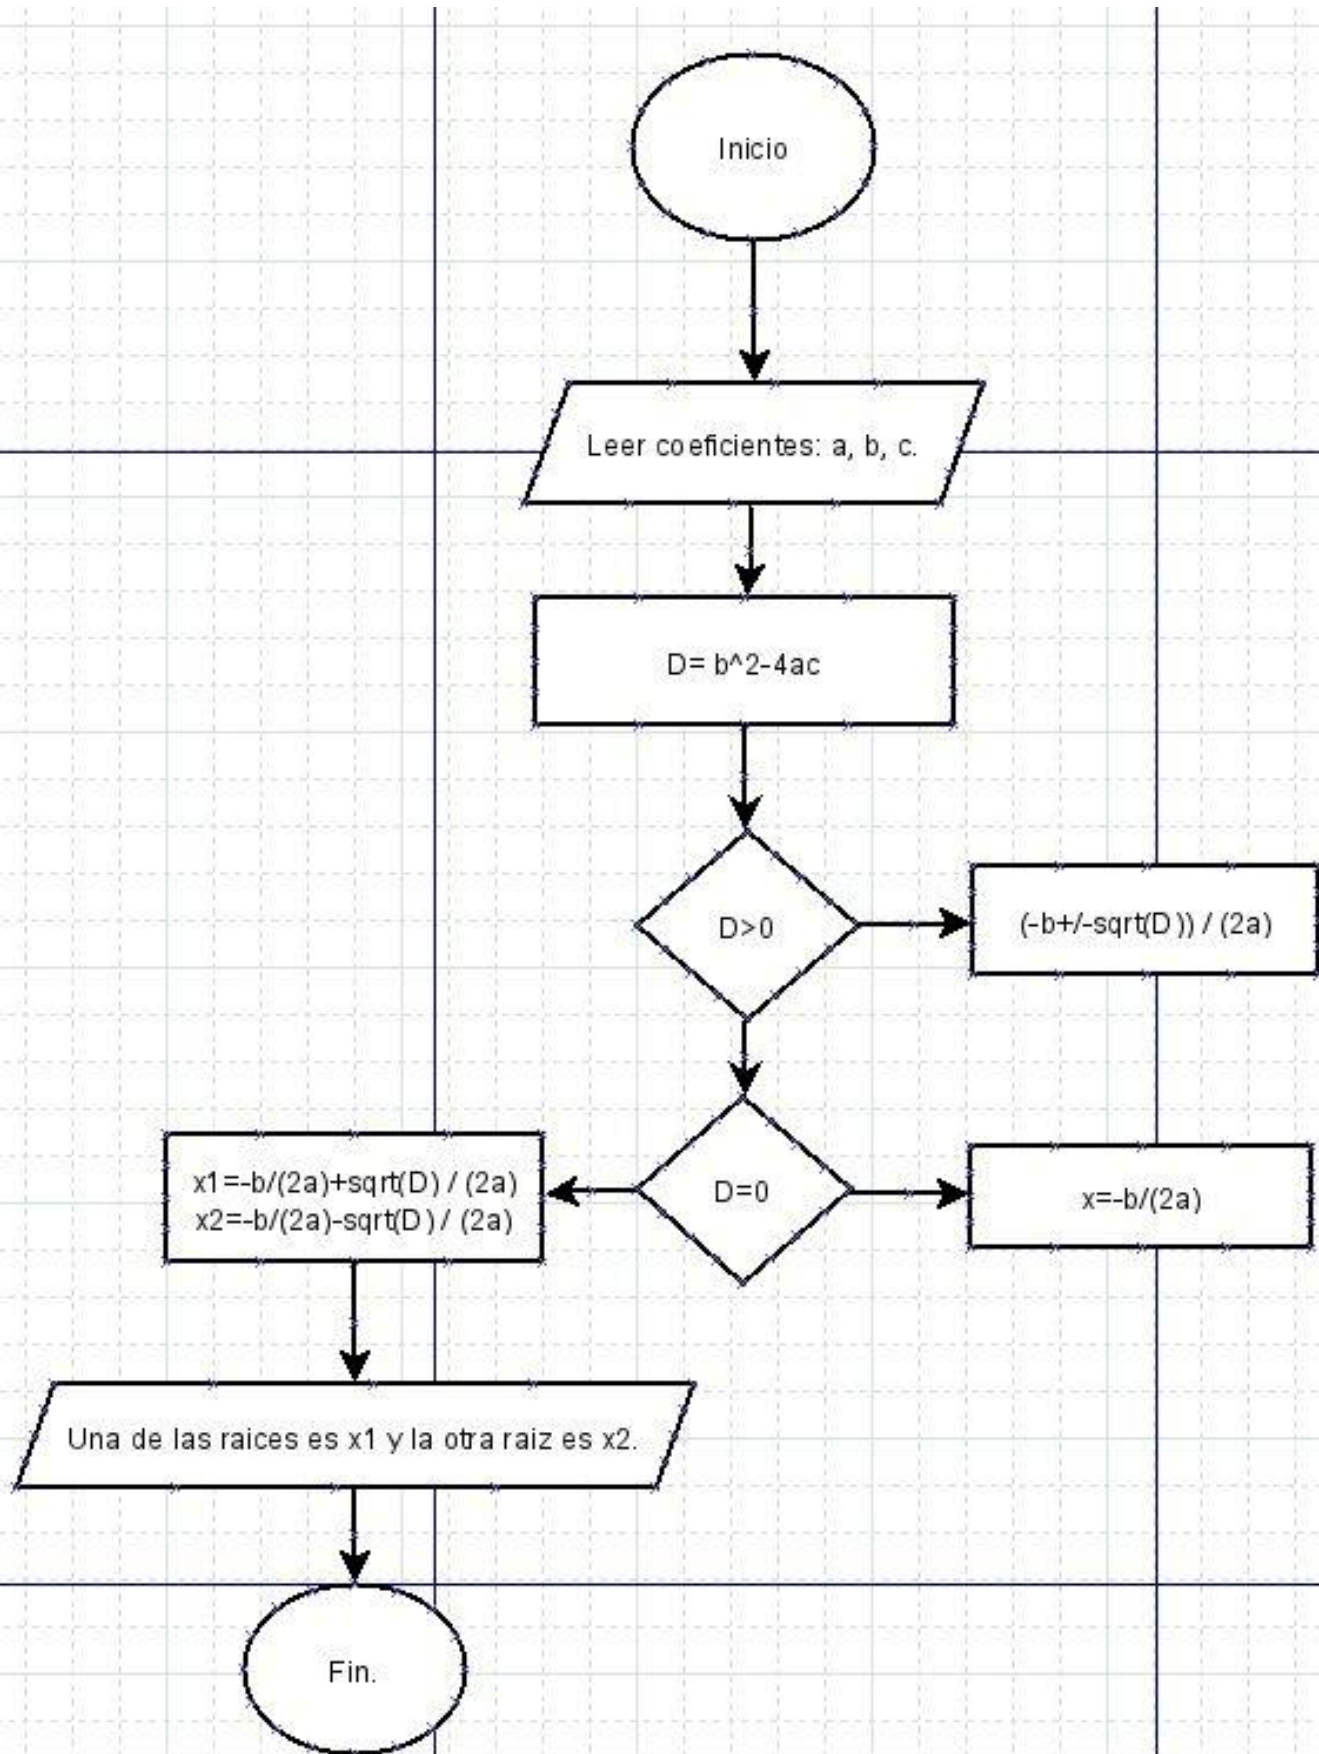 Inicio
Leer coeficientes: a, b, c.
D= b^2-4ac
D>0
(-b+/-sqrt(D)) / (2a)
D=0
x=-b/(2a)
x1=-b/(2a)+sqrt(D) / (2a)
x2=-b/(2a)-sqrt(D) / (2a)
Una de las raices es x1 y la otra raiz es x2.
Fin.